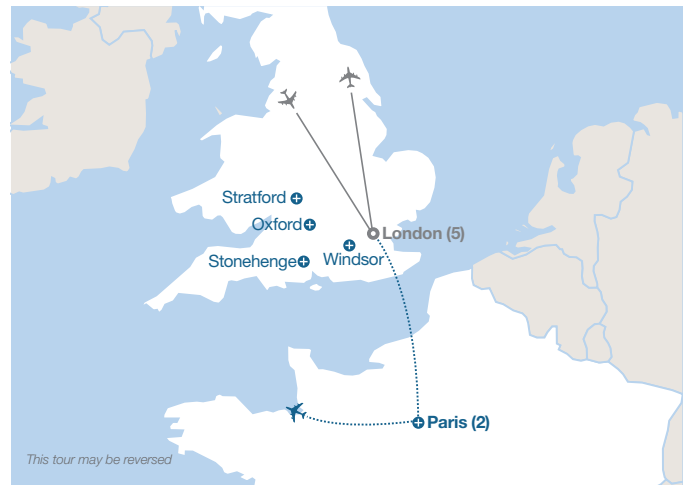 Stratford
Oxford
London (5)
Stonehenge
Windsor
Paris (2)
This tour may be reversed